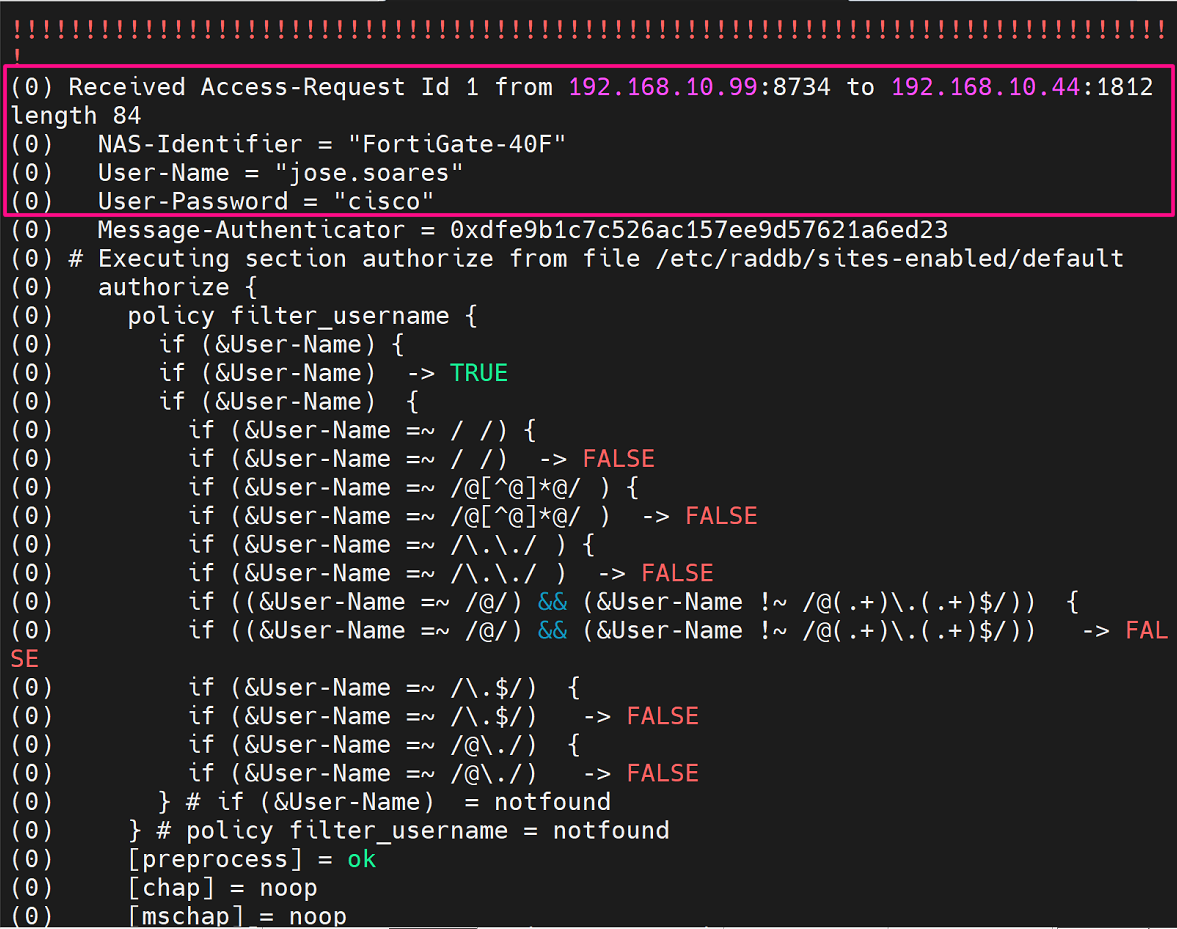 !!!!!!!!!!!!!!!!!!!!!!!!!!!!!!!!!!!!!!!!!!!!!!!!!!!!!!!!!!!!!!!!!!!!!!!!!!!!!!!
!
(0) Received Access-Request Id 1 from 192.168.10.99:8734 to 192.168.10.44:1812
length 84
(0)   NAS-Identifier = "FortiGate-40F"
(0)   User-Name = "jose.soares"
(0)   User-Password = "cisco"
(0)   Message-Authenticator = 0xdfe9b1c7c526ac157ee9d57621a6ed23
(0) # Executing section authorize from file /etc/raddb/sites-enabled/default
(0)   authorize {
(0)     policy filter_username {
(0)       if (&User-Name) {
(0)       if (&User-Name)  -> TRUE
(0)       if (&User-Name)  {
(0)         if (&User-Name =~ / /) {
(0)         if (&User-Name =~ / /)  -> FALSE
(0)         if (&User-Name =~ /@[^@]*@/ ) {
(0)         if (&User-Name =~ /@[^@]*@/ )  -> FALSE
(0)         if (&User-Name =~ /\.\./ ) {
(0)         if (&User-Name =~ /\.\./ )  -> FALSE
(0)         if ((&User-Name =~ /@/) && (&User-Name !~ /@(.+)\.(.+)$/))  {
(0)         if ((&User-Name =~ /@/) && (&User-Name !~ /@(.+)\.(.+)$/))   -> FAL
SE
(0)         if (&User-Name =~ /\.$/)  {
(0)         if (&User-Name =~ /\.$/)   -> FALSE
(0)         if (&User-Name =~ /@\./)  {
(0)         if (&User-Name =~ /@\./)   -> FALSE
(0)       } # if (&User-Name)  = notfound
(0)     } # policy filter_username = notfound
(0)     [preprocess] = ok
(0)     [chap] = noop
(0)     [mschap] = noop